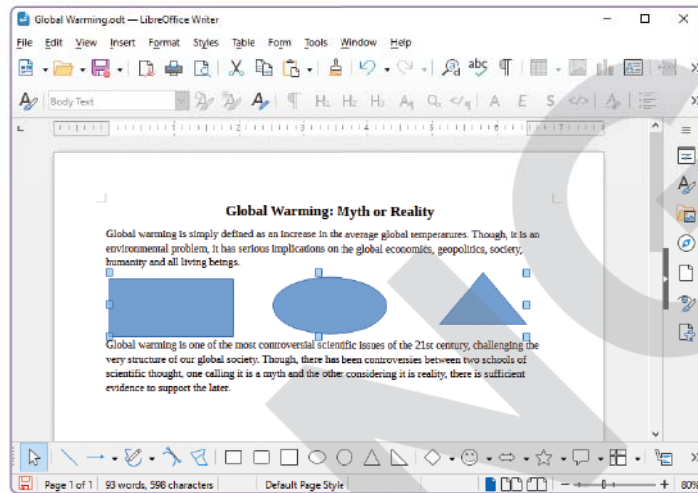 Global Warming.odt — LibreOffice Writer
File Edit View Insert Format Styles Table Form Tools Window Help
Body Text
Global Warming: Myth or Reality
Global warming is simply defined as an increase in the average global temperatures. Though, it is an
environmental problem, it has serious implications on the global economics, geopolitics, society,
humanity and all living beings.
Global warming is one of the most controversial scientific issues of the 21st century, challenging the
very structure of our global society. Though, there has been controversies between two schools of
scientific thought, one calling it is a myth and the other considering it is reality, there is sufficient
evidence to support the later.
Page 1 of 1 93 words, 598 characters Default Page Style 80%